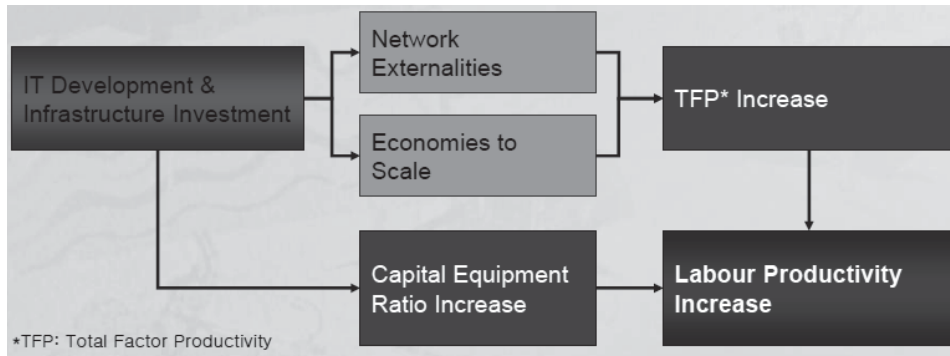 IT Development &
Infrastructure Investment
Network
Externalities
Economies to
Scale
TFP* Increase
Capital Equipment
Ratio Increase
Labour Productivity
Increase
*TFP: Total Factor Productivity